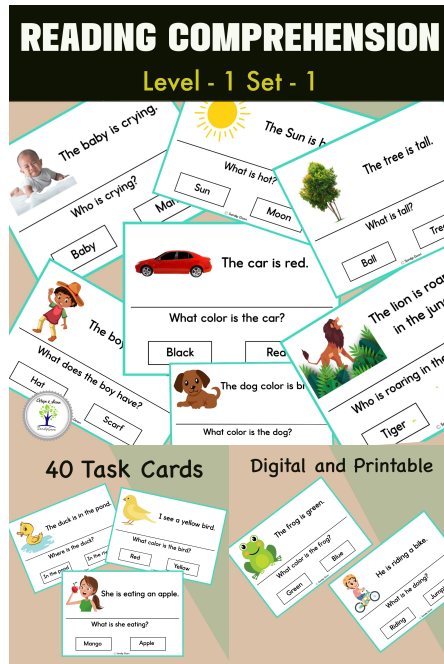 READING COMPREHENSION
Level - 1 Set - 1
The baby is crying.
Who is crying?
Baby
The Sun is
What is hot?
Sun
Moon
The tree is tall.
What is tall?
Ball
The car is red.
What color is the car?
Black
The boy
What does the boy have?
Hat
Scarf
The dog color is
What color is the dog?
The lion is
in the
Who is roaring in the
Tiger
40 Task Cards
Digital and Printable
The duck is in the pond.
Where is the duck?
In the pond
In the
I see a yellow bird.
What color is the bird?
Red
Yellow
She is eating an apple.
What is she eating?
Mango
Apple
The frog is green.
What color is the frog?
Green
Blue
He is riding a bike.
What is he doing?
Riding